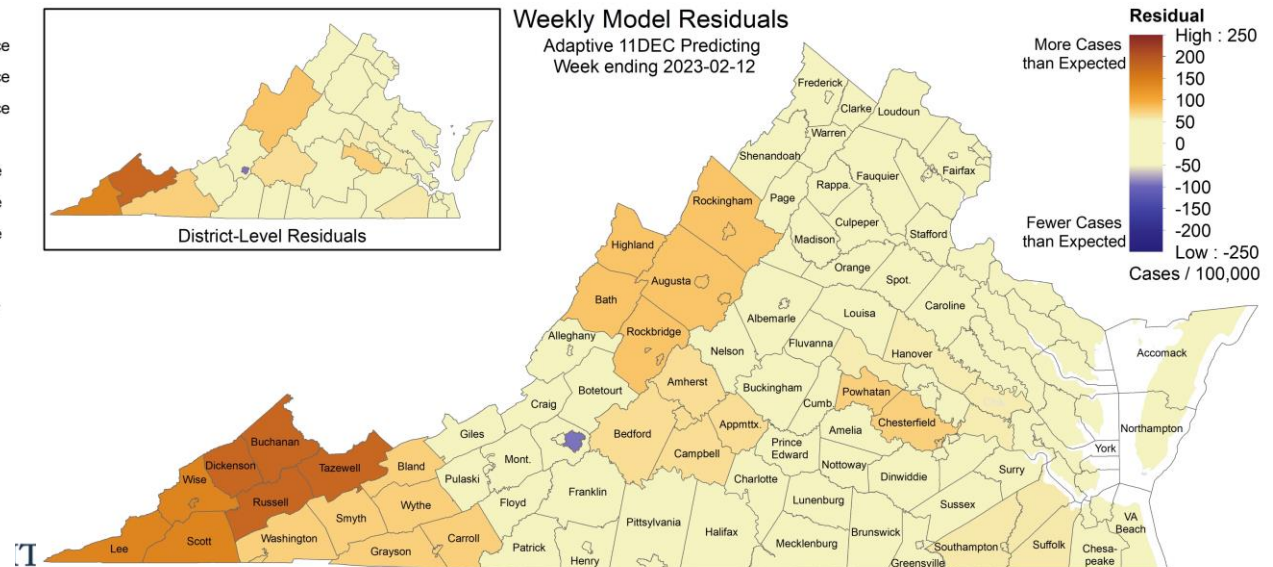 Weekly Model Residuals
Adaptive 11DEC Predicting
Week ending 2023-02-12
District-Level Residuals
Residual
More Cases
than Expected
High : 250
200
150
100
50
0
-50
-100
-150
-200
Low : -250
Fewer Cases
than Expected
Cases / 100,000
ce
ce
ce
e
e
e
Frederick
Clarke
Loudoun
Warren
Shenandoah
Fauquier
Fairfax
Rappa.
Page
Rockingham
Culpeper
Madison
Stafford
Highland
Orange
Augusta
Spot.
Bath
Caroline
Albemarle
Louisa
Rockbridge
Alleghany
Fluvanna
Nelson
Hanover
Accomack
Amherst
Buckingham
Powhatan
Botetourt
Craig
Cumb.
Chesterfield
Appmttx.
Amelia
Northampton
Giles
Bedford
Buchanan
Prince
Edward
York
Campbell
Mont.
Dickenson
Tazewell
Bland
Nottoway
Surry
Wise
Pulaski
Charlotte
Dinwiddie
Franklin
Russell
Wythe
Floyd
Lunenburg
Sussex
Smyth
Pittsylvania
Halifax
VA
Beach
Brunswick
Washington
Carroll
Scott
Mecklenburg
Lee
Grayson
Patrick
Southampton
Suffolk
Chesa-
peake
Henry
Greensville
IT